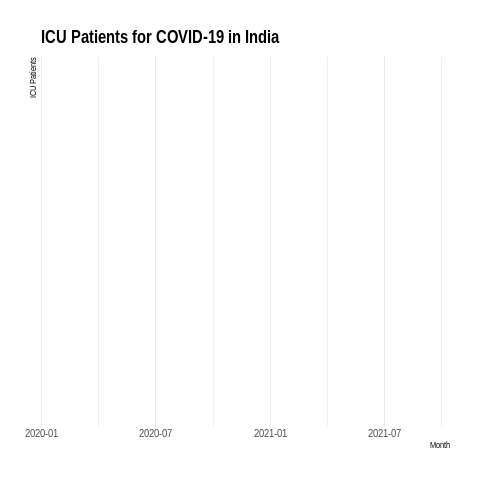 ICU Patients for COVID-19 in India
ICU Patients
2020-01
2020-07
2021-01
2021-07
Month